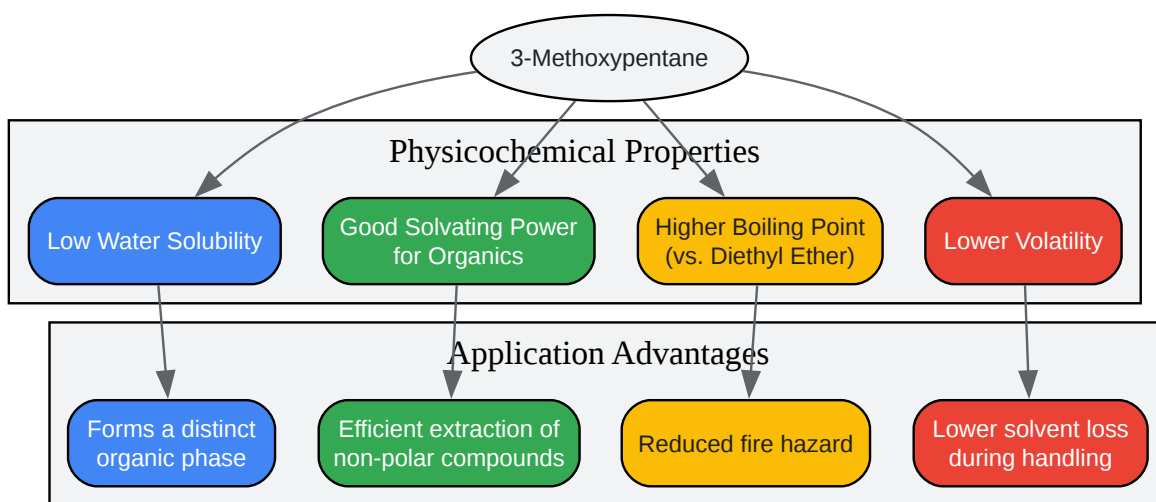 3-Methoxypentane
Physicochemical Properties
Low Water Solubility
Good Solvating Power
for Organics
Higher Boiling Point
(vs. Diethyl Ether)
Lower Volatility
Application Advantages
Forms a distinct
organic phase
Efficient extraction of
non-polar compounds
Reduced fire hazard
Lower solvent loss
during handling